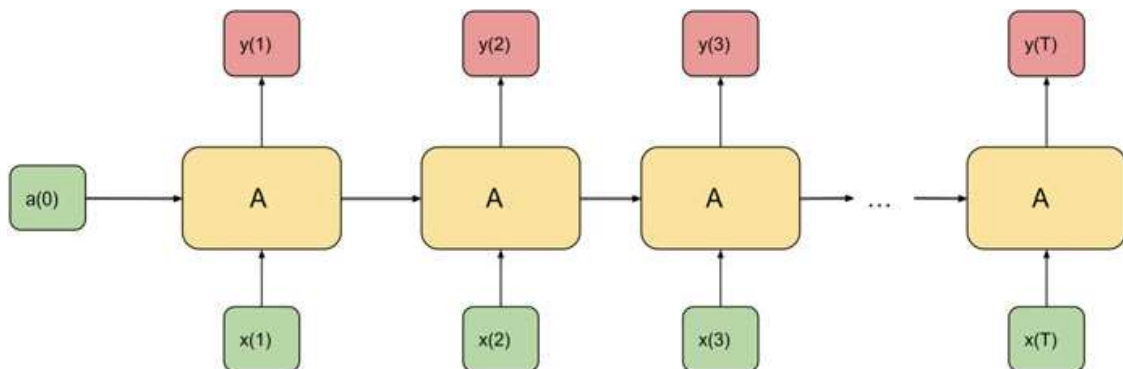 y(1) y(2) y(3) y(T)
a(0) A A A ... A
x(1) x(2) x(3) x(T)